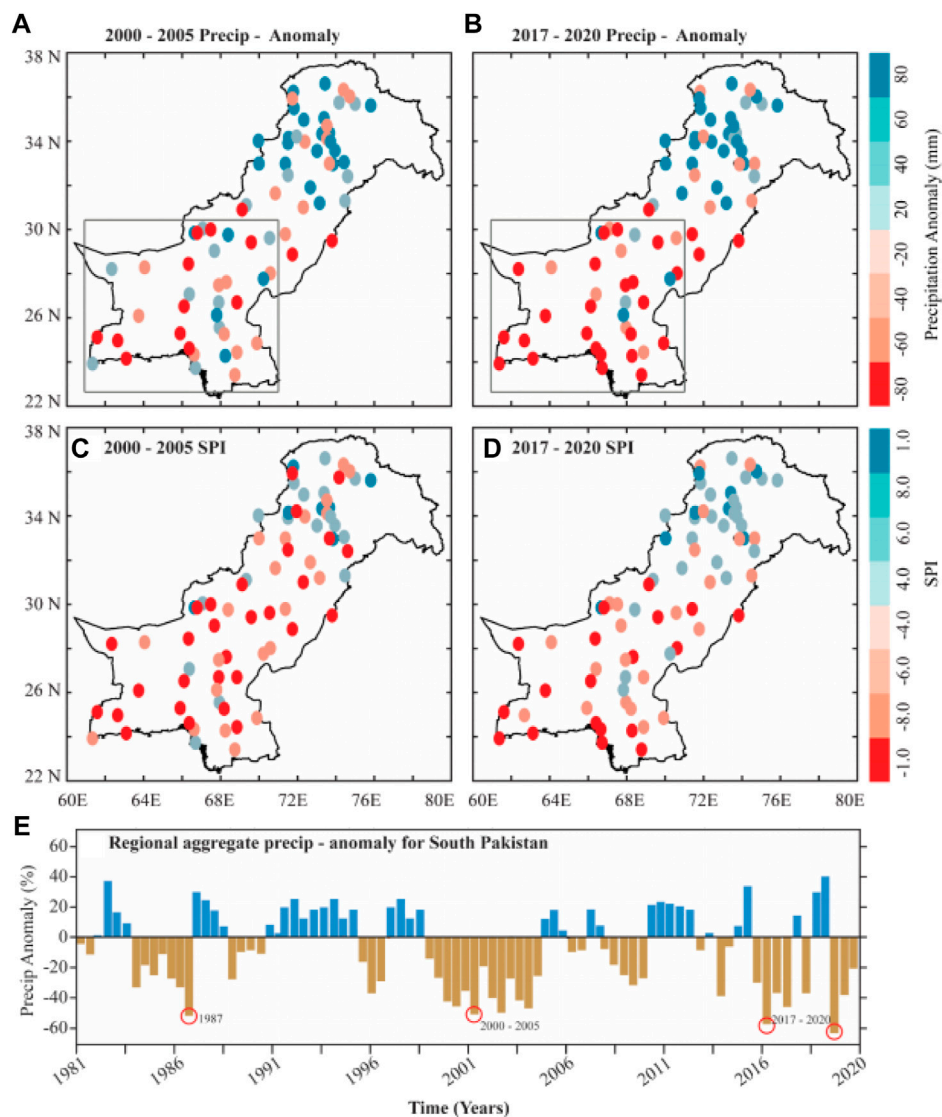 A
2000 - 2005 Precip - Anomaly
B
2017 - 2020 Precip - Anomaly
38 N
34 N
30 N
26 N
22 N
80
60
40
20
-20
-40
-60
-80
Precipitation Anomaly (mm)
C
2000 - 2005 SPI
D
2017 - 2020 SPI
38 N
34 N
30 N
26 N
22 N
60E
64E
68E
72E
76E
80E
60E
64E
68E
72E
76E
80E
1.0
8.0
6.0
4.0
-4.0
-6.0
-8.0
-1.0
SPI
E
Regional aggregate precip - anomaly for South Pakistan
Precip Anomaly (%)
60
40
20
0
-20
-40
-60
1987
2000 - 2005
2017 - 2020
1981
1986
1991
1996
2001
2006
2011
2016
2020
Time (Years)